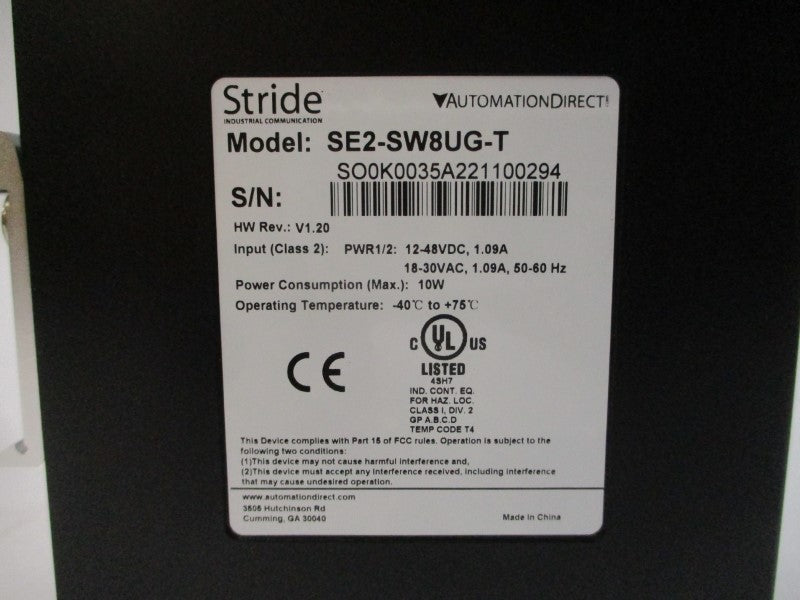 Stride
INDUSTRIAL COMMUNICATION
AUTOMATIONDIRECT
Model: SE2-SW8UG-T
SO0K0035A221100294
S/N:
HW Rev.: V1.20
Input (Class 2): PWR1/2: 12-48VDC, 1.09A
18-30VAC, 1.09A, 50-60 Hz
Power Consumption (Max.): 10W
Operating Temperature: -40℃ to +75℃
CE
C UL US
LISTED
4SH7
IND. CONT. EQ.
FOR HAZ. LOC.
CLASS I, DIV. 2
GP A.B.C.D
TEMP CODE T4
This Device complies with Part 15 of FCC rules. Operation is subject to the
following two conditions:
(1)This device may not cause harmful interference and,
(2)This device must accept any interference received, including interference
that may cause undesired operation.
www.automationdirect.com
3505 Hutchinson Rd
Cumming, GA 30040
Made in China